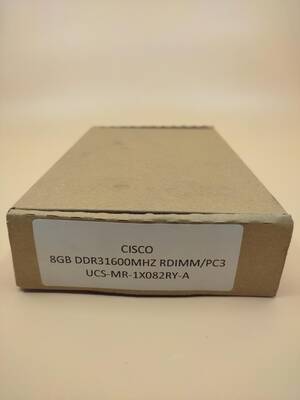 CISCO
8GB DDR31600MHZ RDIMM/PC3
UCS-MR-1X082RY-A